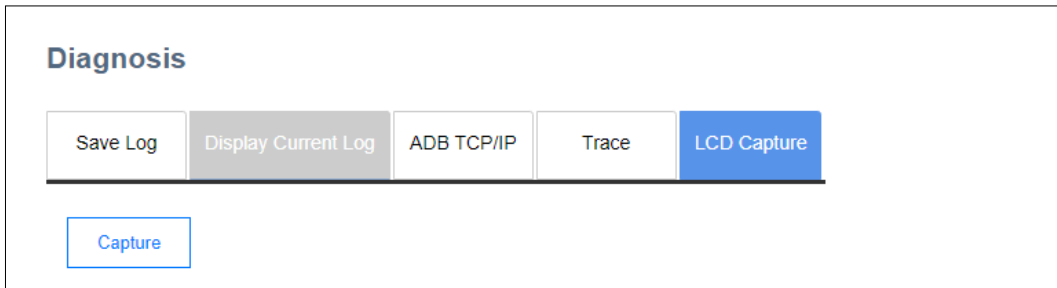 Diagnosis
Save Log Display Current Log ADB TCP/IP Trace LCD Capture
Capture